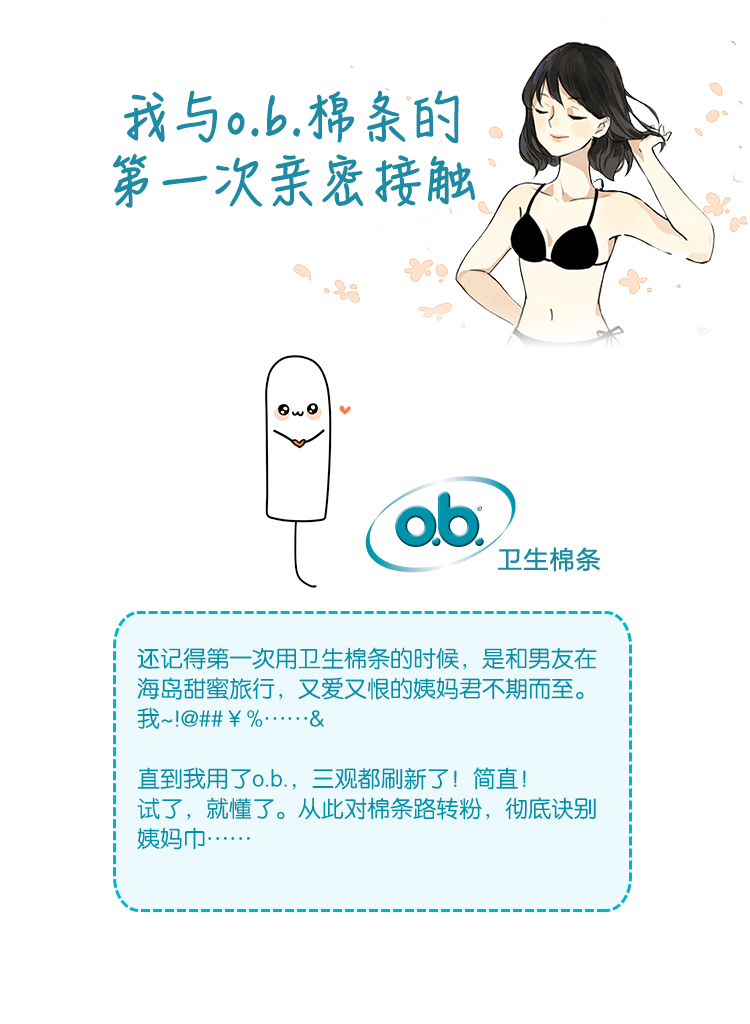 我与o.b.棉条的
第一次亲密接触
o.b.®
卫生棉条
还记得第一次用卫生棉条的时候，是和男友在
海岛甜蜜旅行，又爱又恨的姨妈君不期而至。
我~!@##￥%……&
直到我用了o.b.，三观都刷新了！简直！
试了，就懂了。从此对棉条路转粉，彻底诀别
姨妈巾……